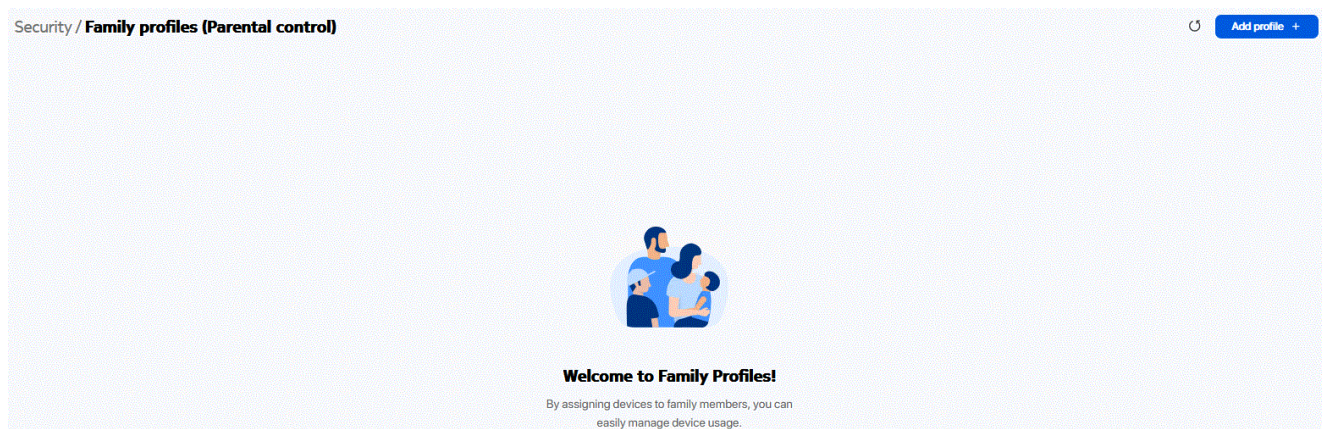 Security / Family profiles (Parental control)
Add profile +
Welcome to Family Profiles!
By assigning devices to family members, you can
easily manage device usage.